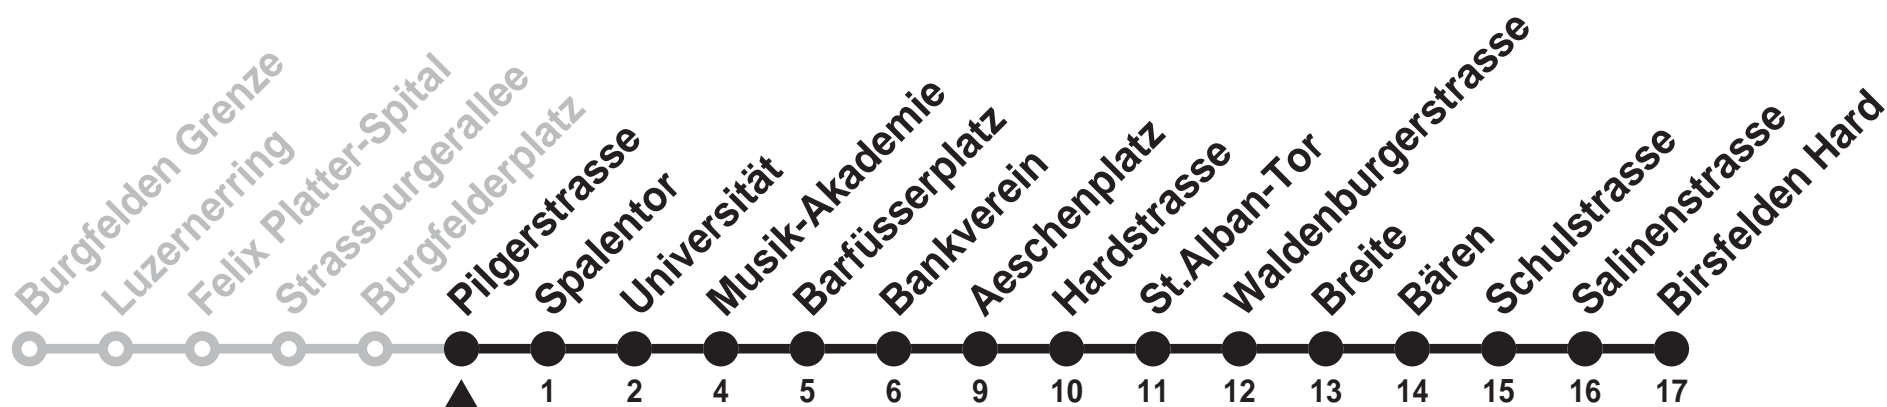 Burgfelden Grenze
Luzernerring
Felix Platter-Spital
Strassburgerallee
Burgfelderplatz
Pilgerstrasse
Spalentor
Universität
Musik-Akademie
Barfüsserplatz
Bankverein
Aeschenplatz
Hardstrasse
St.Alban-Tor
Waldenburgerstrasse
Breite
Bären
Schulstrasse
Salinenstrasse
Birsfelden Hard
1 2 4 5 6 9 10 11 12 13 14 15 16 17